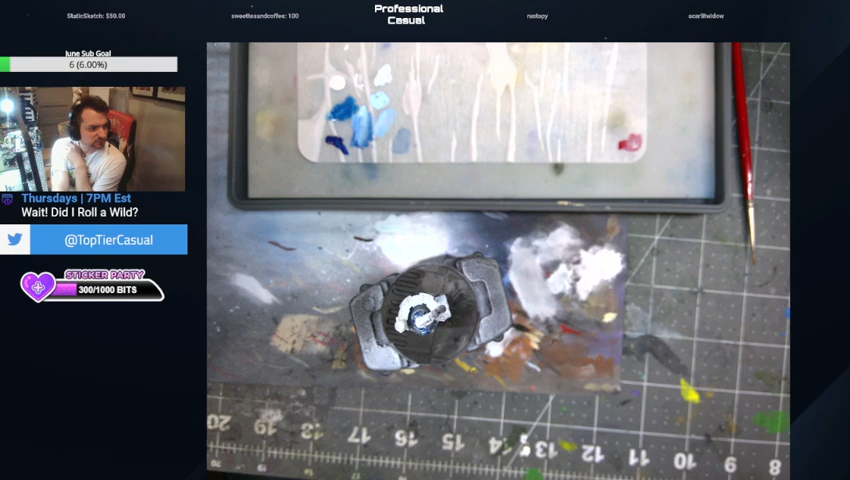 StaticSketch: $50.00
sweetteaandcoffee: 100
Professional
Casual
rustopy
scarlitwidow
June Sub Goal
6 (6.00%)
Thursdays | 7PM Est
Wait! Did I Roll a Wild?
@TopTierCasual
STICKER PARTY
300/1000 BITS
20 19 18 17 16 15 14 13 12 11 10 9 8